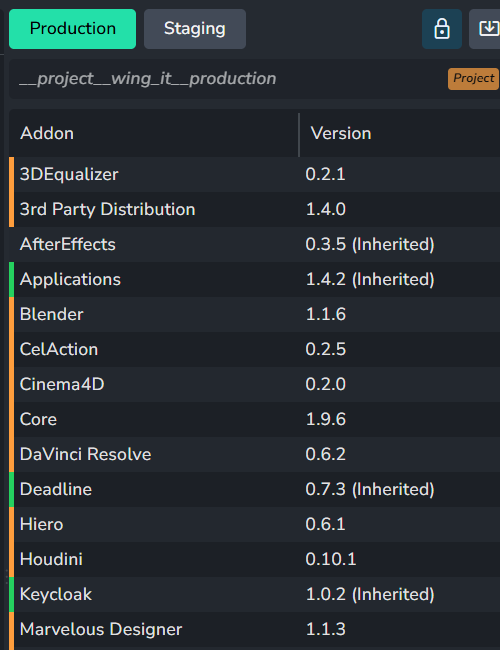 Production Staging
__project__wing_it__production Project
Addon Version
3DEqualizer 0.2.1
3rd Party Distribution 1.4.0
AfterEffects 0.3.5 (Inherited)
Applications 1.4.2 (Inherited)
Blender 1.1.6
CelAction 0.2.5
Cinema4D 0.2.0
Core 1.9.6
DaVinci Resolve 0.6.2
Deadline 0.7.3 (Inherited)
Hiero 0.6.1
Houdini 0.10.1
Keycloak 1.0.2 (Inherited)
Marvelous Designer 1.1.3